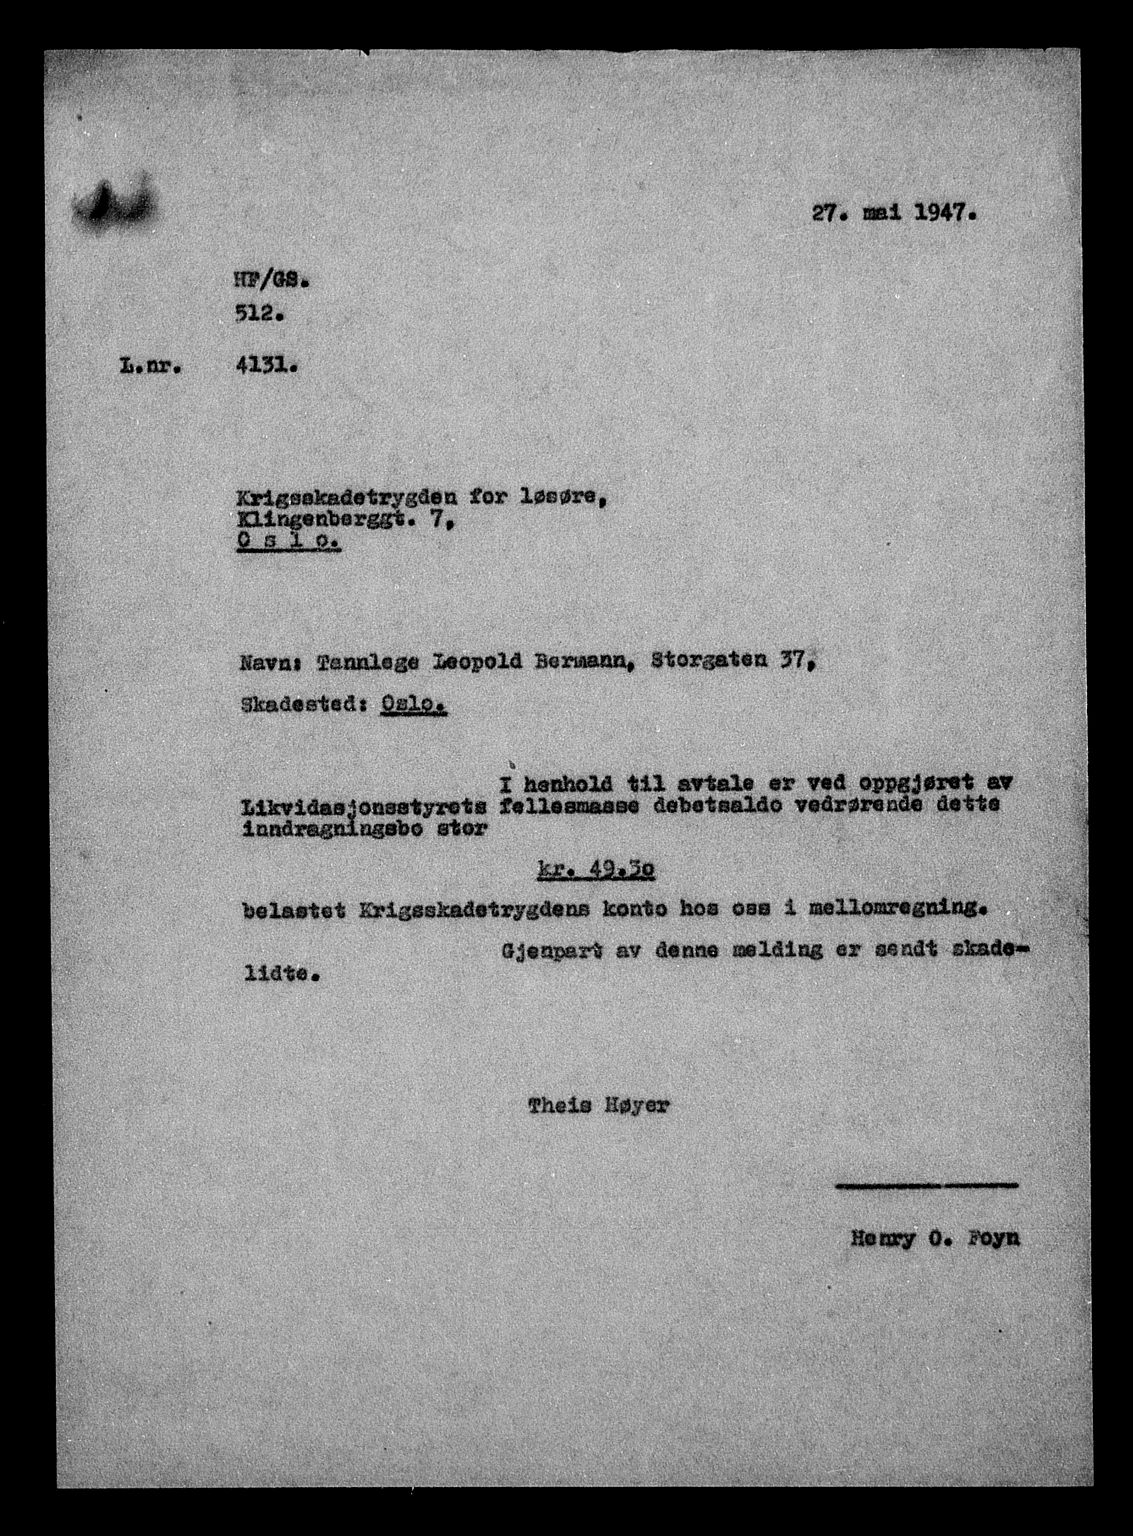 27. mai 1947.
HF/GS.
512.
L.nr. 4131.
Krigsskadetrygden for løsøre,
Klingenberggt. 7,
O s l o.
Navn: Tannlege Leopold Bermann, Storgaten 37,
Skadested: Oslo.
I henhold til avtale er ved oppgjøret av
Likvidasjonsstyrets fellesmasse debetsaldo vedrørende dette
inndragningsbo stor
kr. 49.3o
belastet Krigsskadetrygdens konto hos oss i mellomregning.
Gjenpart av denne melding er sendt skade-
lidte.
Theis Høyer
Henry O. Foyn